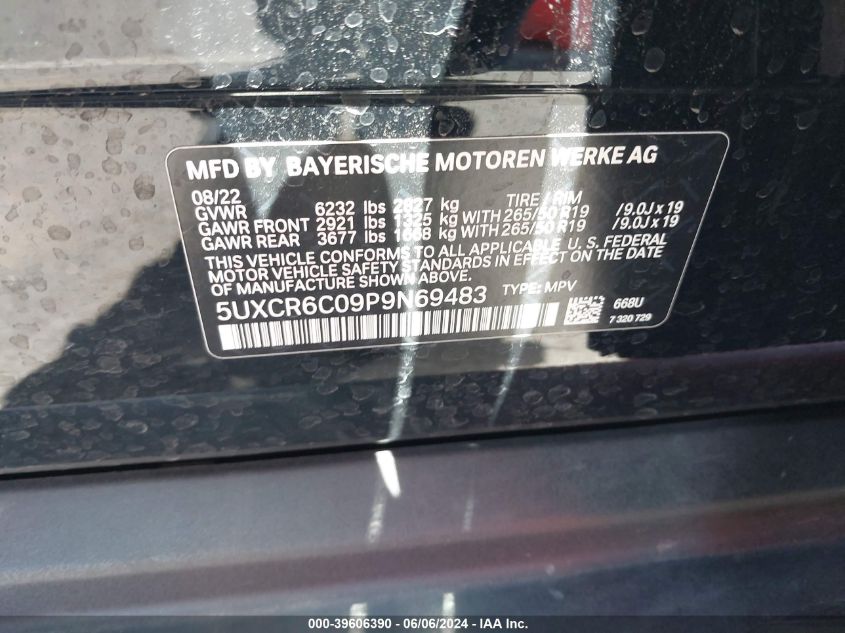 MFD BY BAYERISCHE MOTOREN WERKE AG
08/22 TIRE / RIM
GVWR 6232 lbs 2827 kg
GAWR FRONT 2921 lbs 1325 kg WITH 265/50 R19 /9.0J x 19
GAWR REAR 3677 lbs 1668 kg WITH 265/50 R19 /9.0J x 19
THIS VEHICLE CONFORMS TO ALL APPLICABLE U. S. FEDERAL
MOTOR VEHICLE SAFETY STANDARDS IN EFFECT ON THE DATE
OF MANUFACTURE SHOWN ABOVE.
5UXCR6C09P9N69483 TYPE: MPV
668U
7 320 729
000-39606390 - 06/06/2024 - IAA Inc.